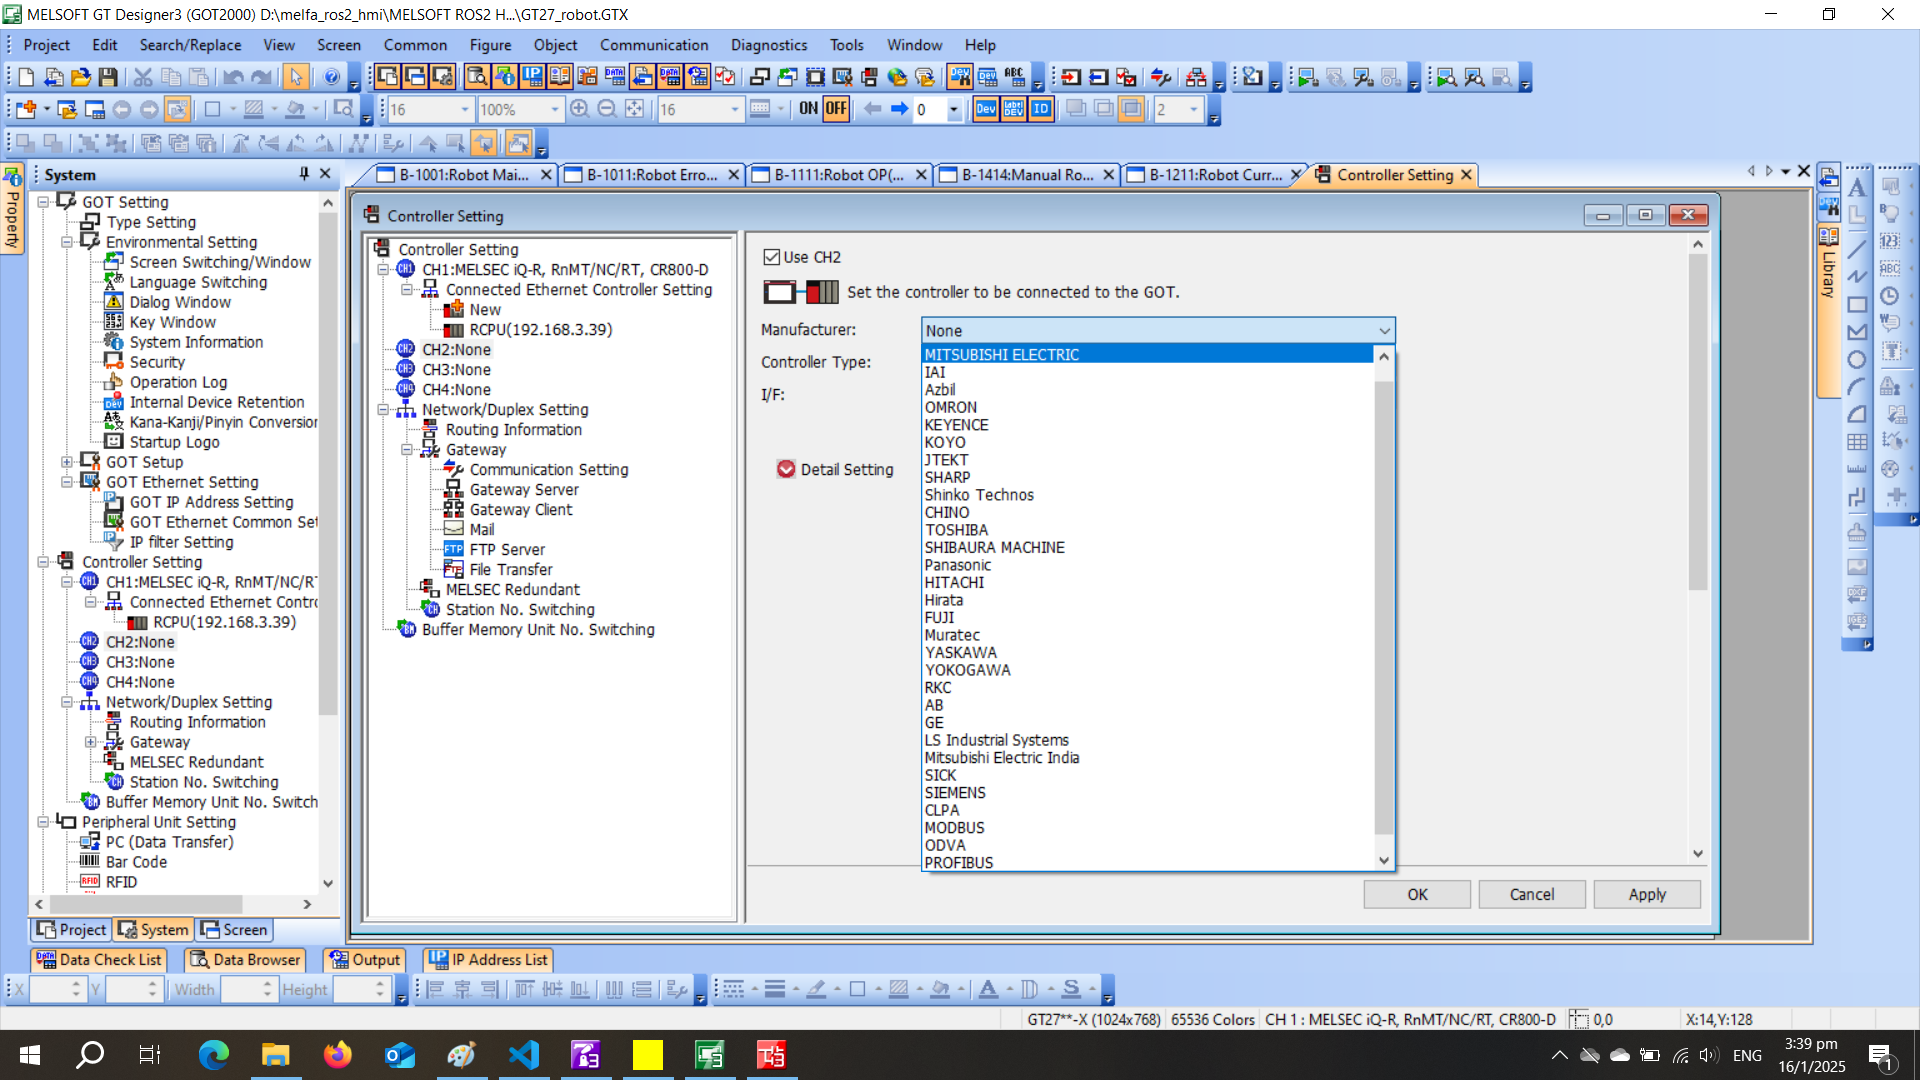 MELSOFT GT Designer3 (GOT2000) D:\melfa_ros2_hmi\MELSOFT ROS2 H...\GT27_robot.GTX
Project Edit Search/Replace View Screen Common Figure Object Communication Diagnostics Tools Window Help
16 100% 16 ON OFF 0 Dev ID 2
System
B-1001:Robot Mai... B-1011:Robot Erro... B-1111:Robot OP(... B-1414:Manual Ro... B-1211:Robot Curr... Controller Setting
Property
Library
GOT Setting
Type Setting
Environmental Setting
Screen Switching/Window
Language Switching
Dialog Window
Key Window
System Information
Security
Operation Log
Internal Device Retention
Kana-Kanji/Pinyin Conversion
Startup Logo
GOT Setup
GOT Ethernet Setting
GOT IP Address Setting
GOT Ethernet Common Set
IP filter Setting
Controller Setting
CH1:MELSEC iQ-R, RnMT/NC/RT
Connected Ethernet Contro
RCPU(192.168.3.39)
CH2:None
CH3:None
CH4:None
Network/Duplex Setting
Routing Information
Gateway
MELSEC Redundant
Station No. Switching
Buffer Memory Unit No. Switch
Peripheral Unit Setting
PC (Data Transfer)
Bar Code
RFID
Project System Screen
Controller Setting
Controller Setting
CH1:MELSEC iQ-R, RnMT/NC/RT, CR800-D
Connected Ethernet Controller Setting
New
RCPU(192.168.3.39)
CH2:None
CH3:None
CH4:None
Network/Duplex Setting
Routing Information
Gateway
Communication Setting
Gateway Server
Gateway Client
Mail
FTP Server
File Transfer
MELSEC Redundant
Station No. Switching
Buffer Memory Unit No. Switching
Use CH2
Set the controller to be connected to the GOT.
Manufacturer: None
Controller Type:
I/F:
Detail Setting
MITSUBISHI ELECTRIC
IAI
Azbil
OMRON
KEYENCE
KOYO
JTEKT
SHARP
Shinko Technos
CHINO
TOSHIBA
SHIBAURA MACHINE
Panasonic
HITACHI
Hirata
FUJI
Muratec
YASKAWA
YOKOGAWA
RKC
AB
GE
LS Industrial Systems
Mitsubishi Electric India
SICK
SIEMENS
CLPA
MODBUS
ODVA
PROFIBUS
OK Cancel Apply
Data Check List Data Browser Output IP Address List
X Y Width Height
GT27**-X (1024x768) 65536 Colors CH 1 : MELSEC iQ-R, RnMT/NC/RT, CR800-D 0,0 X:14,Y:128
ENG
3:39 pm
16/1/2025
1